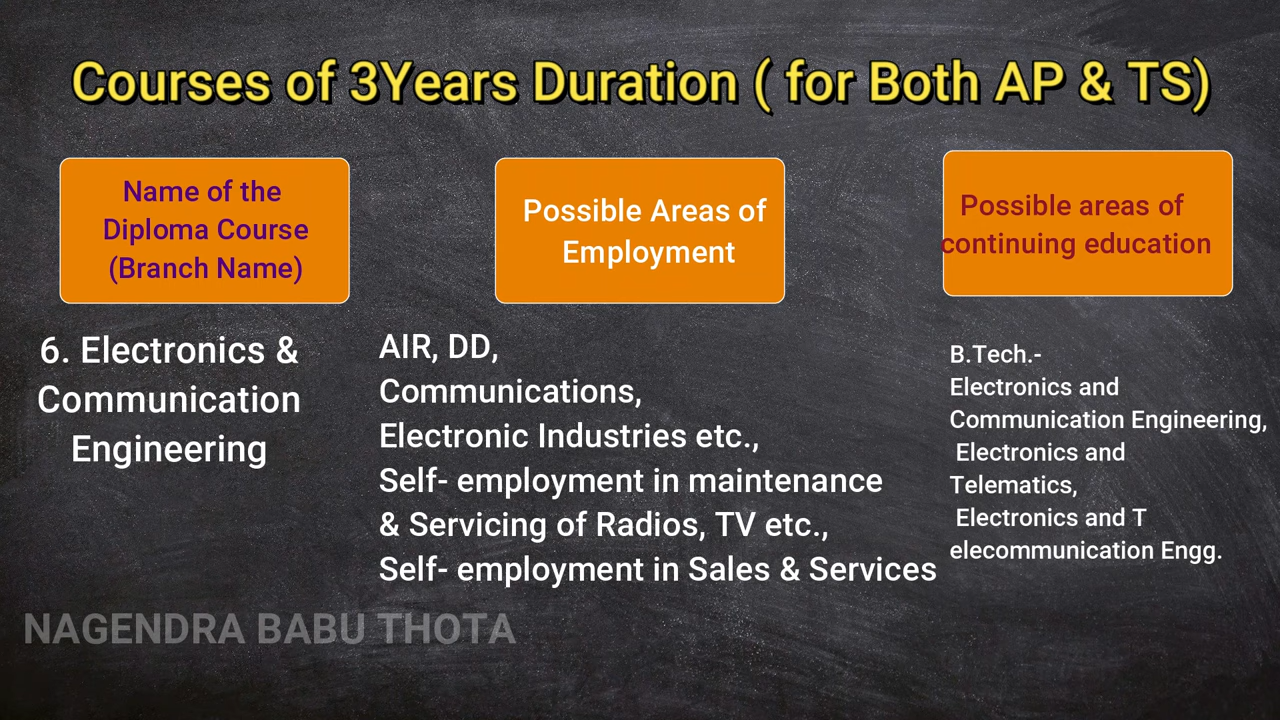 Courses of 3Years Duration ( for Both AP & TS)
Name of the
Diploma Course
(Branch Name)
Possible Areas of
Employment
Possible areas of
continuing education
6. Electronics &
Communication
Engineering
AIR, DD,
Communications,
Electronic Industries etc.,
Self- employment in maintenance
& Servicing of Radios, TV etc.,
Self- employment in Sales & Services
B.Tech.-
Electronics and
Communication Engineering,
Electronics and
Telematics,
Electronics and T
elecommunication Engg.
NAGENDRA BABU THOTA